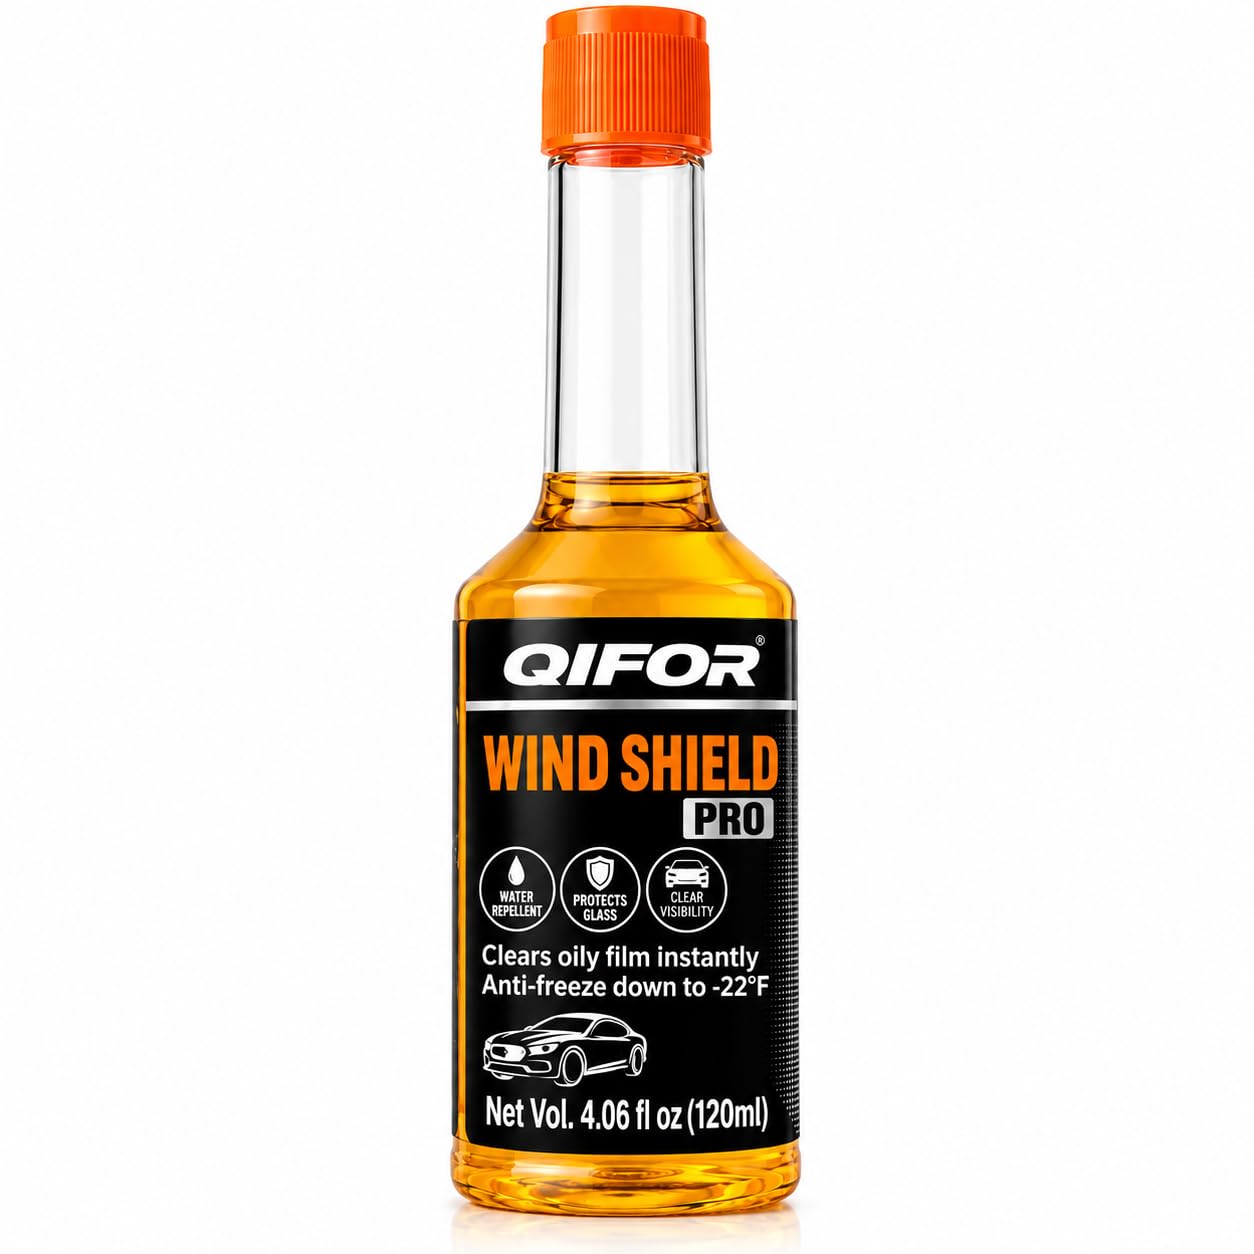 QIFOR®
WIND SHIELD
PRO
WATER
REPELLENT
PROTECTS
GLASS
CLEAR
VISIBILITY
Clears oily film instantly
Anti-freeze down to -22°F
Net Vol. 4.06 fl oz (120ml)